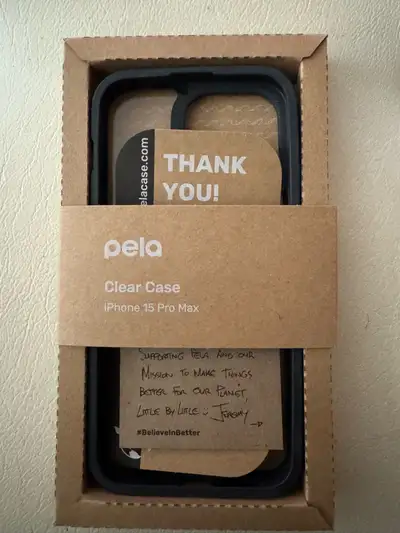 THANK
YOU!
elacase.com
pela
Clear Case
iPhone 15 Pro Max
SUPPORTING PELA AND OUR
MISSION TO MAKE THINGS
BETTER FOR OUR PLANET,
LITTLE BY LITTLE :) JEREMY
#BelieveInBetter